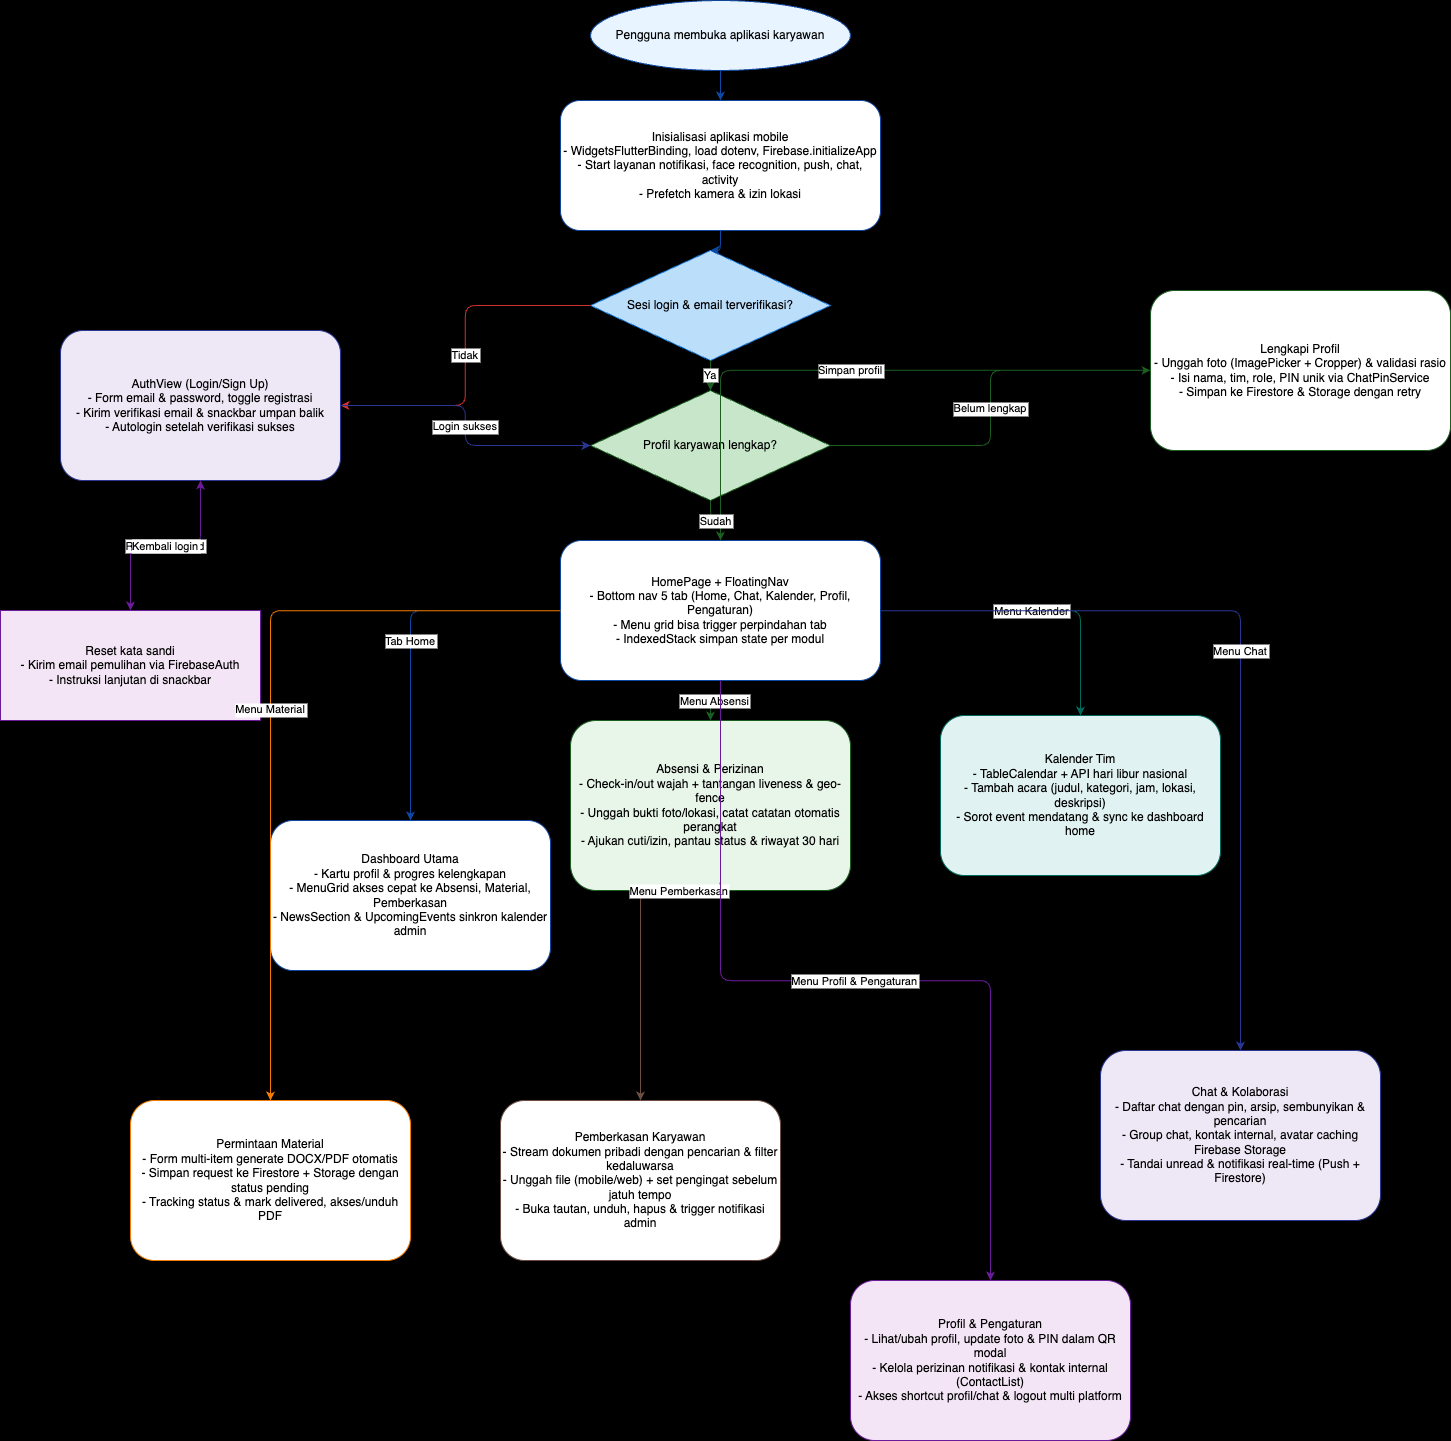 Pengguna membuka aplikasi karyawan
Inisialisasi aplikasi mobile
- WidgetsFlutterBinding, load dotenv, Firebase.initializeApp
- Start layanan notifikasi, face recognition, push, chat,
activity
- Prefetch kamera & izin lokasi
Sesi login & email terverifikasi?
Tidak
Ya
Simpan profil
Lengkapi Profil
- Unggah foto (ImagePicker + Cropper) & validasi rasio
- Isi nama, tim, role, PIN unik via ChatPinService
- Simpan ke Firestore & Storage dengan retry
AuthView (Login/Sign Up)
- Form email & password, toggle registrasi
- Kirim verifikasi email & snackbar umpan balik
- Autologin setelah verifikasi sukses
Belum lengkap
Login sukses
Profil karyawan lengkap?
Sudah
Kembali login
HomePage + FloatingNav
- Bottom nav 5 tab (Home, Chat, Kalender, Profil,
Pengaturan)
- Menu grid bisa trigger perpindahan tab
- IndexedStack simpan state per modul
Menu Kalender
Tab Home
Menu Chat
Reset kata sandi
- Kirim email pemulihan via FirebaseAuth
- Instruksi lanjutan di snackbar
Menu Material
Menu Absensi
Absensi & Perizinan
- Check-in/out wajah + tantangan liveness & geo-
fence
- Unggah bukti foto/lokasi, catat catatan otomatis
perangkat
- Ajukan cuti/izin, pantau status & riwayat 30 hari
Kalender Tim
- TableCalendar + API hari libur nasional
- Tambah acara (judul, kategori, jam, lokasi,
deskripsi)
- Sorot event mendatang & sync ke dashboard
home
Dashboard Utama
- Kartu profil & progres kelengkapan
- MenuGrid akses cepat ke Absensi, Material,
Pemberkasan
- NewsSection & UpcomingEvents sinkron kalender
admin
Menu Pemberkasan
Menu Profil & Pengaturan
Chat & Kolaborasi
- Daftar chat dengan pin, arsip, sembunyikan &
pencarian
- Group chat, kontak internal, avatar caching
Firebase Storage
- Tandai unread & notifikasi real-time (Push +
Firestore)
Permintaan Material
- Form multi-item generate DOCX/PDF otomatis
- Simpan request ke Firestore + Storage dengan
status pending
- Tracking status & mark delivered, akses/unduh
PDF
Pemberkasan Karyawan
- Stream dokumen pribadi dengan pencarian & filter
kedaluwarsa
- Unggah file (mobile/web) + set pengingat sebelum
jatuh tempo
- Buka tautan, unduh, hapus & trigger notifikasi
admin
Profil & Pengaturan
- Lihat/ubah profil, update foto & PIN dalam QR
modal
- Kelola perizinan notifikasi & kontak internal
(ContactList)
- Akses shortcut profil/chat & logout multi platform